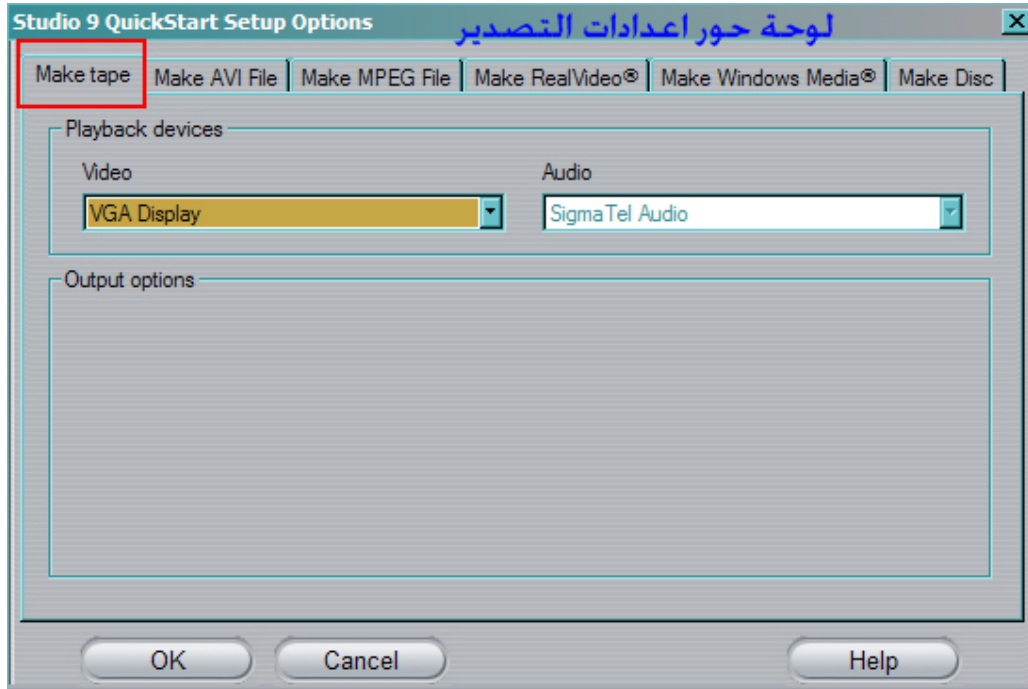 Studio 9 QuickStart Setup Options لوحة حور اعدادات التصدير
Make tape Make AVI File Make MPEG File Make RealVideo® Make Windows Media® Make Disc
Playback devices
Video Audio
VGA Display SigmaTel Audio
Output options
OK Cancel Help